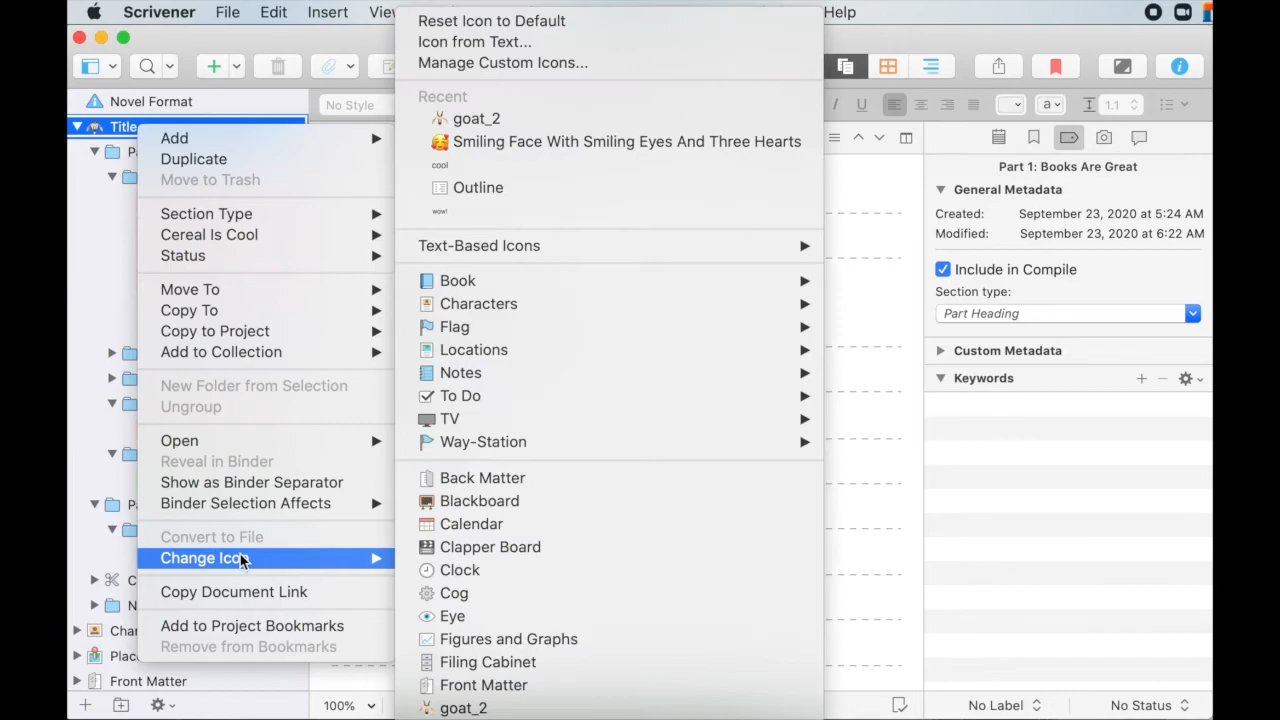 Scrivener File Edit Insert Vie Help
Novel Format
Title
P
P
C
N
Char
Place
Front Matter
Add
Duplicate
Move to Trash
Section Type
Cereal Is Cool
Status
Move To
Copy To
Copy to Project
Add to Collection
New Folder from Selection
Ungroup
Open
Reveal in Binder
Show as Binder Separator
Binder Selection Affects
Convert to File
Change Icon
Copy Document Link
Add to Project Bookmarks
Remove from Bookmarks
Reset Icon to Default
Icon from Text...
Manage Custom Icons...
Recent
goat_2
Smiling Face With Smiling Eyes And Three Hearts
cool
Outline
wow!
Text-Based Icons
Book
Characters
Flag
Locations
Notes
To Do
TV
Way-Station
Back Matter
Blackboard
Calendar
Clapper Board
Clock
Cog
Eye
Figures and Graphs
Filing Cabinet
Front Matter
goat_2
No Style
I U a 1.1
Part 1: Books Are Great
General Metadata
Created: September 23, 2020 at 5:24 AM
Modified: September 23, 2020 at 6:22 AM
Include in Compile
Section type:
Part Heading
Custom Metadata
Keywords
100%
No Label No Status